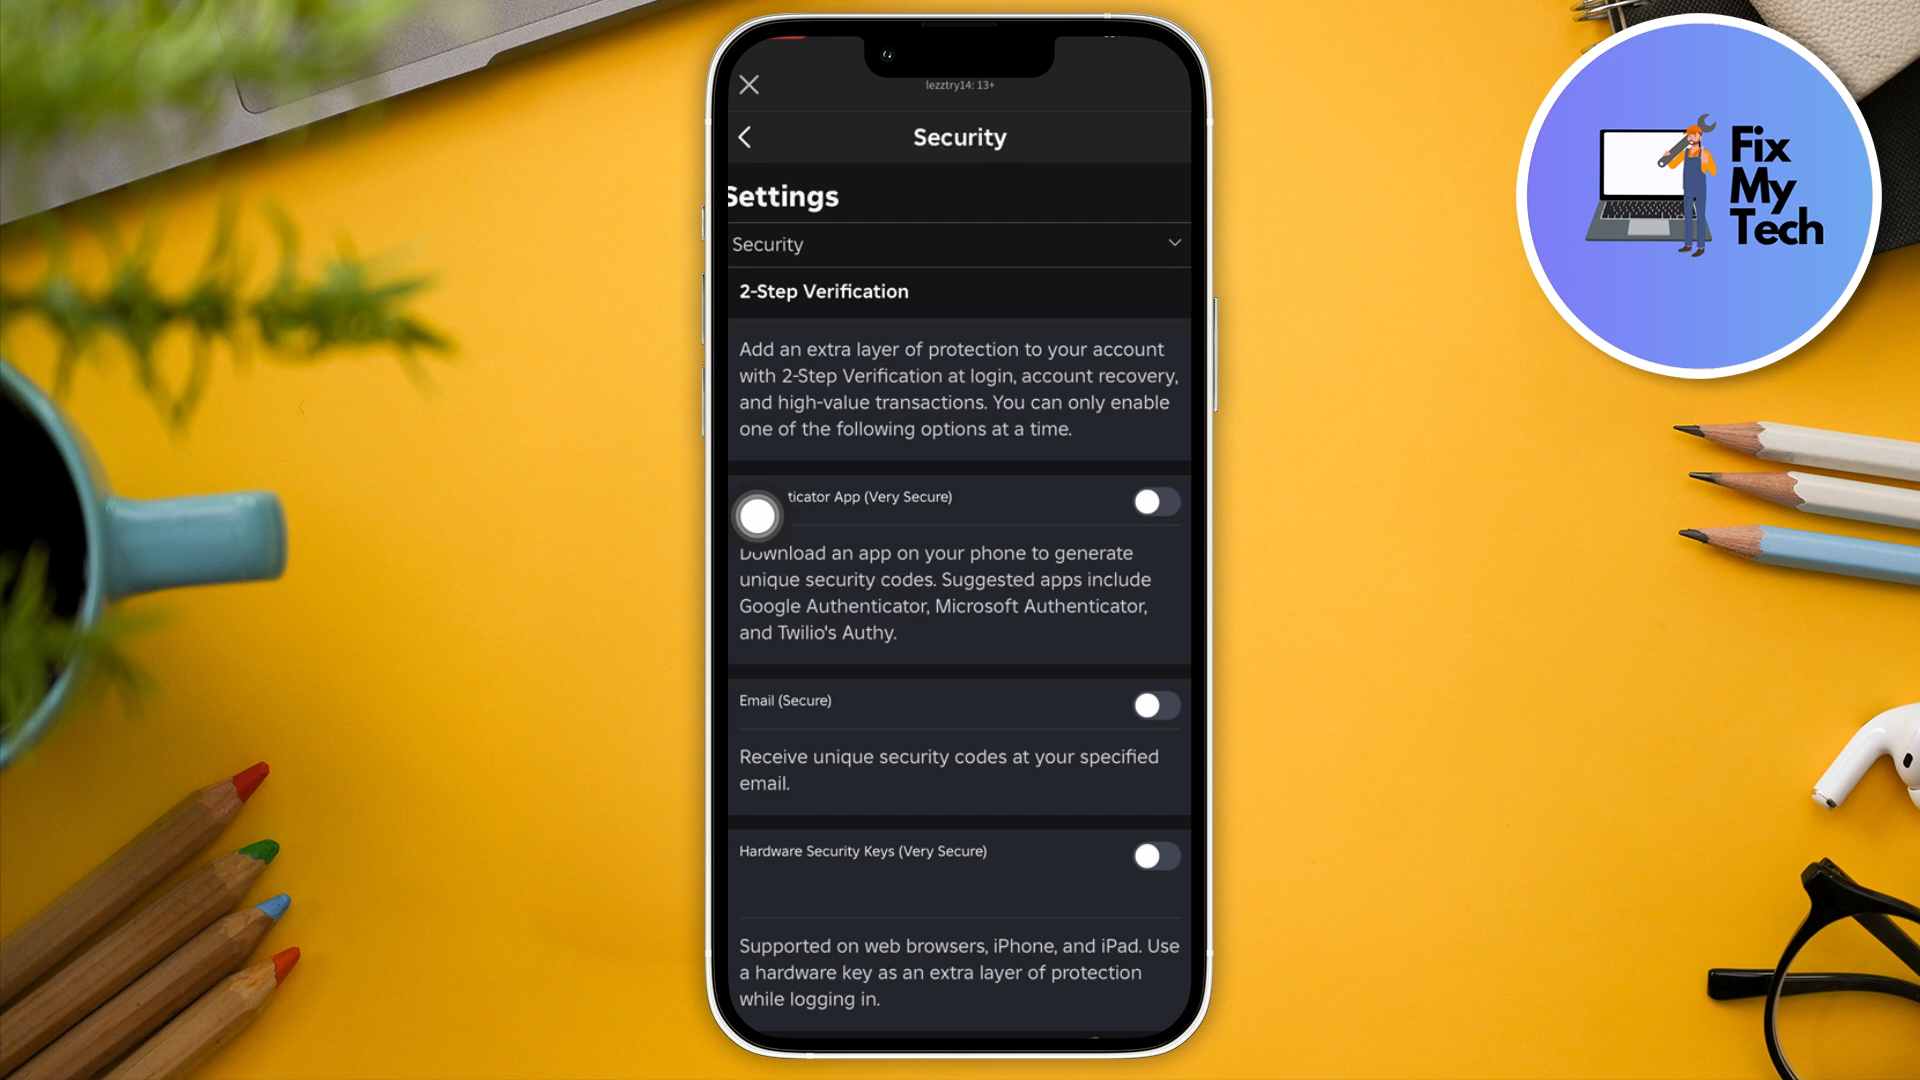 lezztry14: 13+
Security
Settings
Security
2-Step Verification
Add an extra layer of protection to your account
with 2-Step Verification at login, account recovery,
and high-value transactions. You can only enable
one of the following options at a time.
ticator App (Very Secure)
Download an app on your phone to generate
unique security codes. Suggested apps include
Google Authenticator, Microsoft Authenticator,
and Twilio's Authy.
Email (Secure)
Receive unique security codes at your specified
email.
Hardware Security Keys (Very Secure)
Supported on web browsers, iPhone, and iPad. Use
a hardware key as an extra layer of protection
while logging in.
Fix
My
Tech